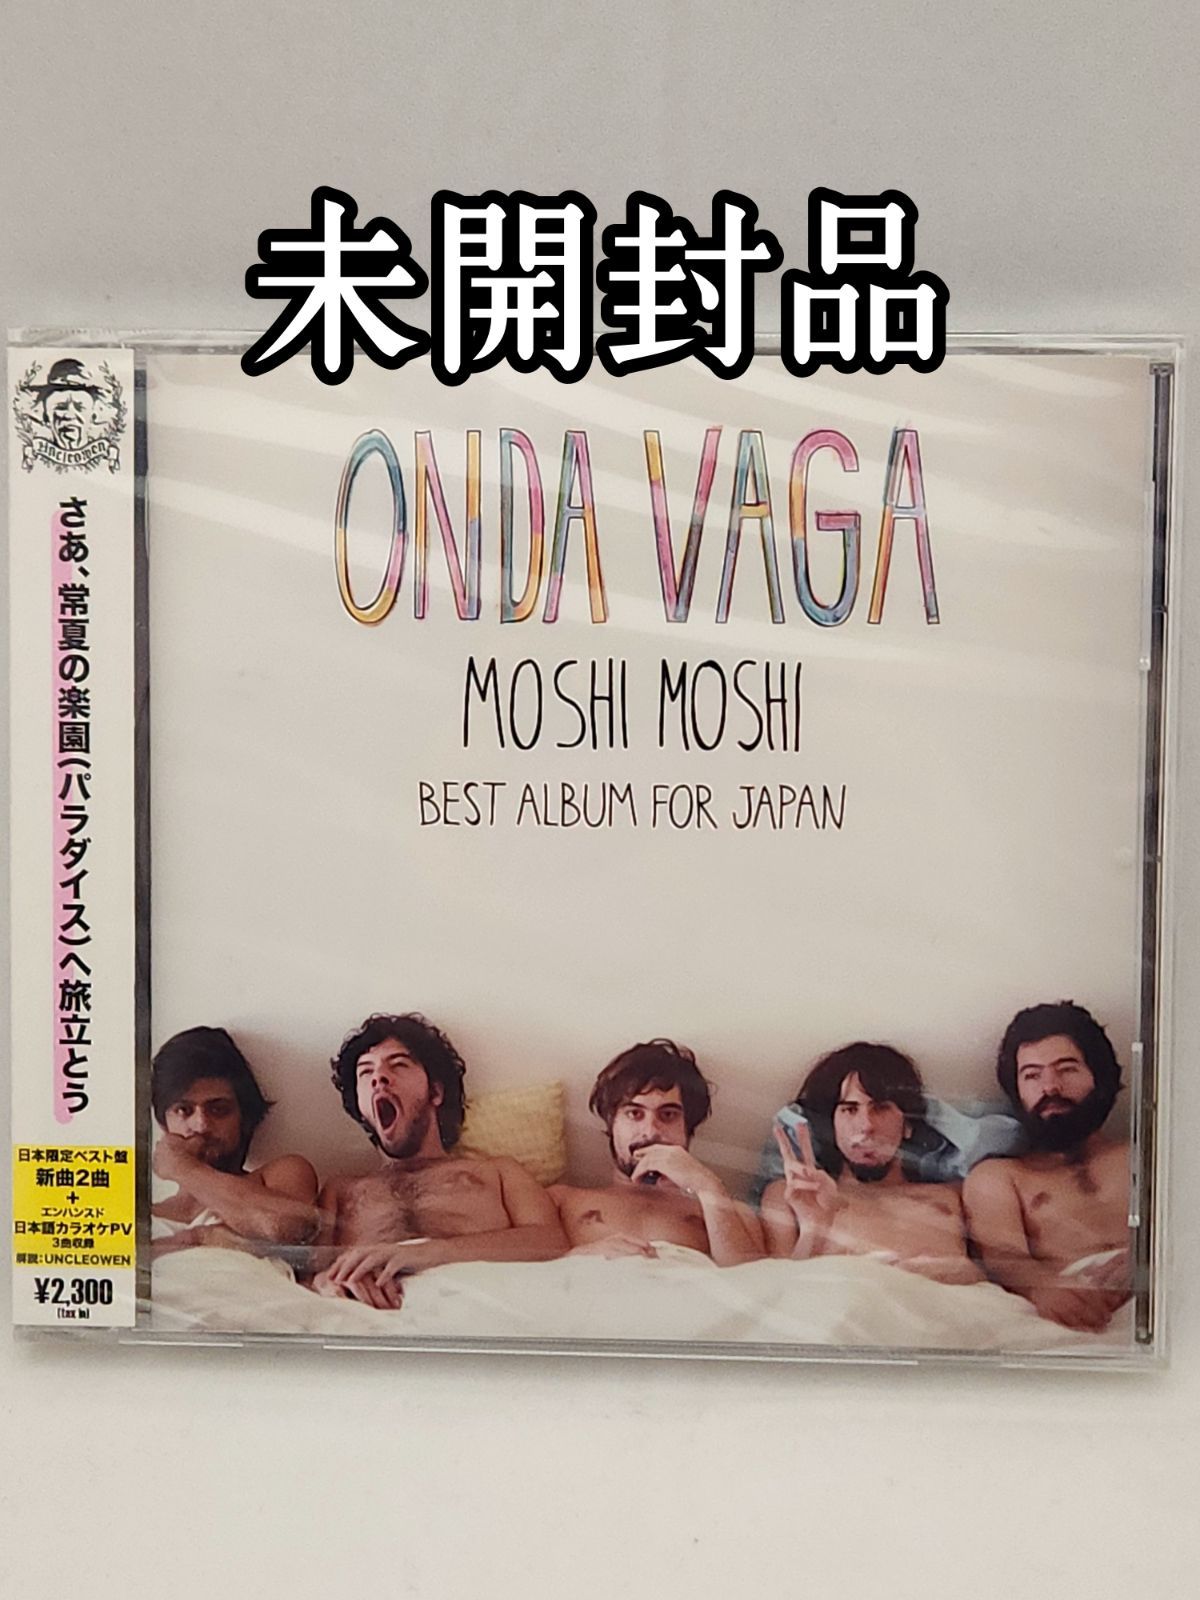 未開封品
Uncleowen
さあ、常夏の楽園(パラダイス)へ旅立とう
日本限定ベスト盤
新曲2曲
+
エンハンスド
日本語カラオケPV
3曲収録
解説:UNCLEOWEN
¥2,300
(tax in)
ONDA VAGA
MOSHI MOSHI
BEST ALBUM FOR JAPAN